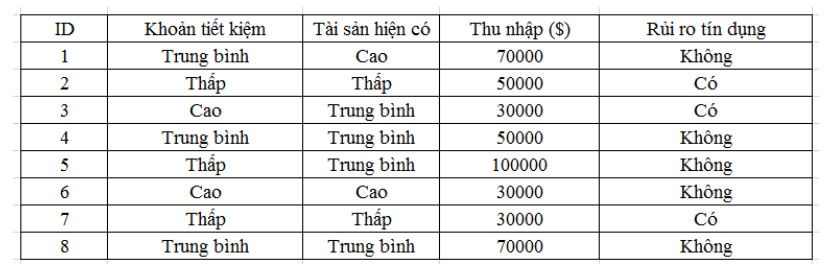 ID Khoản tiết kiệm Tài sản hiện có Thu nhập ($) Rủi ro tín dụng
1 Trung bình Cao 70000 Không
2 Thấp Thấp 50000 Có
3 Cao Trung bình 30000 Có
4 Trung bình Trung bình 50000 Không
5 Thấp Trung bình 100000 Không
6 Cao Cao 30000 Không
7 Thấp Thấp 30000 Có
8 Trung bình Trung bình 70000 Không